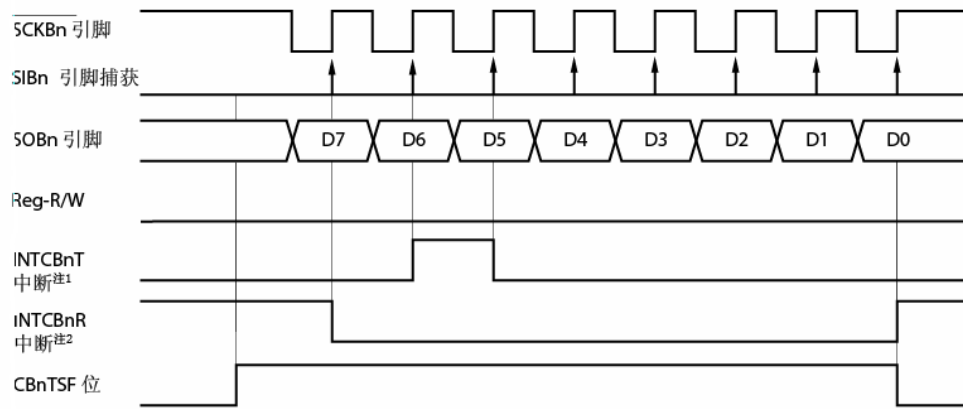 SCKBn 引脚
SIBn 引脚捕获
SOBn 引脚
D7 D6 D5 D4 D3 D2 D1 D0
Reg-R/W
INTCBnT
中断注1
INTCBnR
中断注2
CBnTSF 位